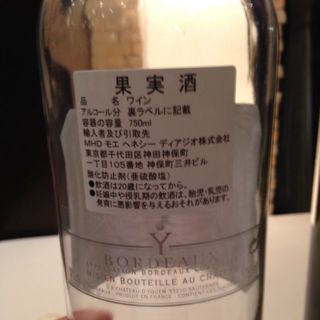 果実酒
品 名 ワイン
アルコール分 裏ラベルに記載
容器の容量 750ml
輸入者及び引取先
MHD モエ ヘネシー ディアジオ株式会社
東京都千代田区神田神保町
一丁目105番地 神保町三井ビル
酸化防止剤(亜硫酸塩)
●飲酒は20歳になってから。
●妊娠中や授乳期の飲酒は、胎児・乳児の
発育に悪影響を与えるおそれがあります。
Y
BORDEAUX
BORDEAUX
EN BOUTEILLE AU
CHATEAU D'YQUEM
PRODUIT EN FRANCE